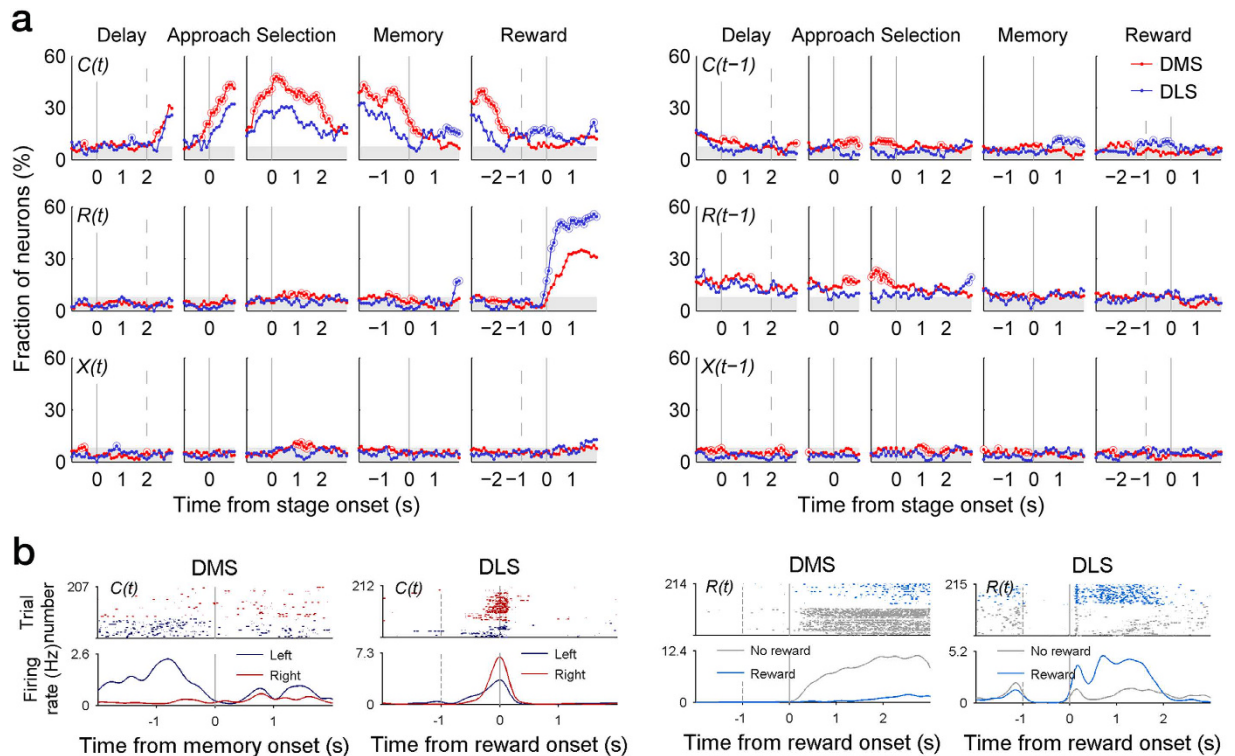 a
Delay Approach Selection Memory Reward
60 C(t)
30
0
0 1 2 0 0 1 2 −1 0 1 −2 −1 0 1
60 R(t)
30
0
0 1 2 0 0 1 2 −1 0 1 −2 −1 0 1
60 X(t)
30
0
0 1 2 0 0 1 2 −1 0 1 −2 −1 0 1
Fraction of neurons (%)
Time from stage onset (s)
Delay Approach Selection Memory Reward
60 C(t−1)
DMS
DLS
30
0
0 1 2 0 0 1 2 −1 0 1 −2 −1 0 1
60 R(t−1)
30
0
0 1 2 0 0 1 2 −1 0 1 −2 −1 0 1
60 X(t−1)
30
0
0 1 2 0 0 1 2 −1 0 1 −2 −1 0 1
Time from stage onset (s)
b
DMS
207 C(t)
Trial number
2.6
Left
Right
Firing rate (Hz)
0
-1 0 1
Time from memory onset (s)
DLS
212 C(t)
7.3
Left
Right
0
-1 0 1
Time from reward onset (s)
DMS
214 R(t)
12.4
No reward
Reward
0
-1 0 1 2
Time from reward onset (s)
DLS
215 R(t)
5.2
No reward
Reward
0
-1 0 1 2
Time from reward onset (s)